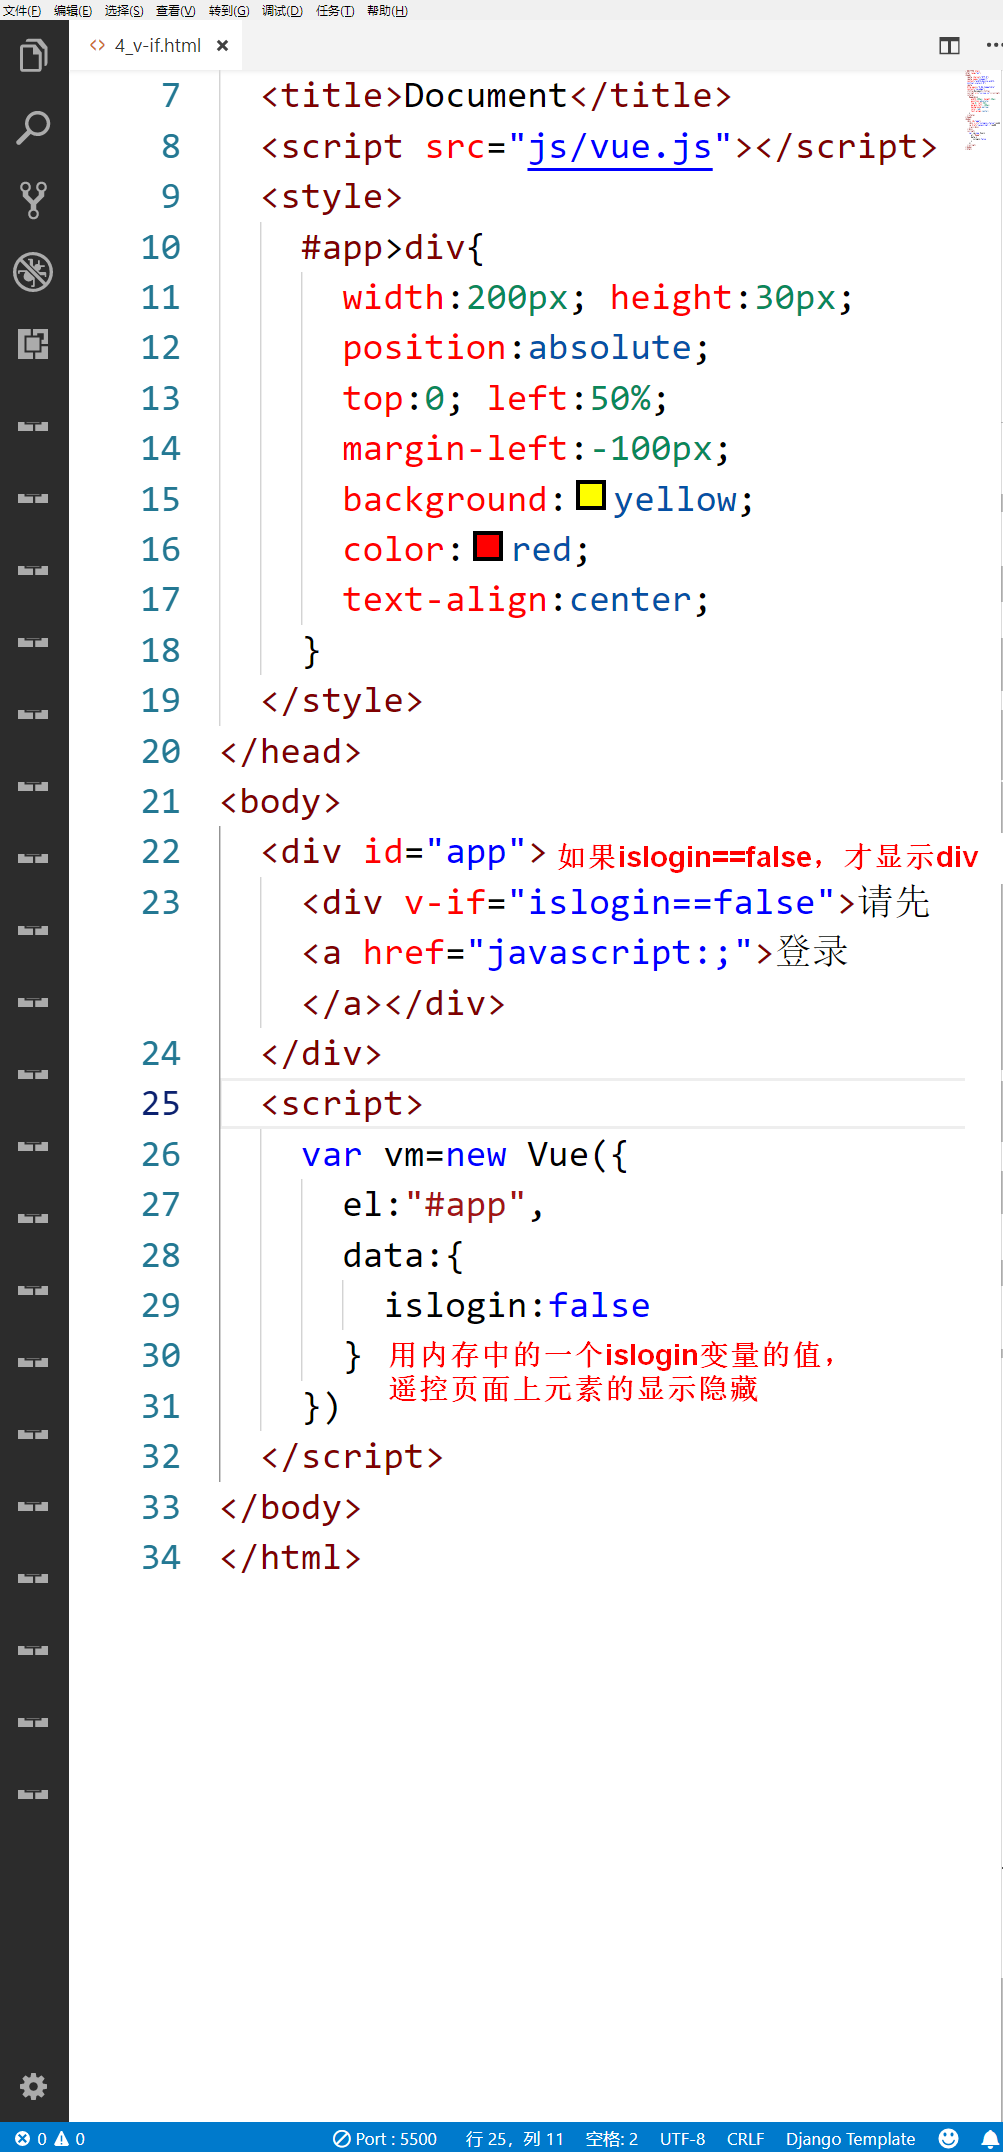 文件(F) 编辑(E) 选择(S) 查看(V) 转到(G) 调试(D) 任务(T) 帮助(H)
<> 4_v-if.html ×
7 <title>Document</title>
8 <script src="js/vue.js"></script>
9 <style>
10 #app>div{
11 width:200px; height:30px;
12 position:absolute;
13 top:0; left:50%;
14 margin-left:-100px;
15 background:yellow;
16 color:red;
17 text-align:center;
18 }
19 </style>
20 </head>
21 <body>
22 <div id="app"> 如果islogin==false，才显示div
23 <div v-if="islogin==false">请先
<a href="javascript:;">登录
</a></div>
24 </div>
25 <script>
26 var vm=new Vue({
27 el:"#app",
28 data:{
29 islogin:false
30 } 用内存中的一个islogin变量的值，
遥控页面上元素的显示隐藏
31 })
32 </script>
33 </body>
34 </html>
0 0 Port : 5500 行 25，列 11 空格: 2 UTF-8 CRLF Django Template